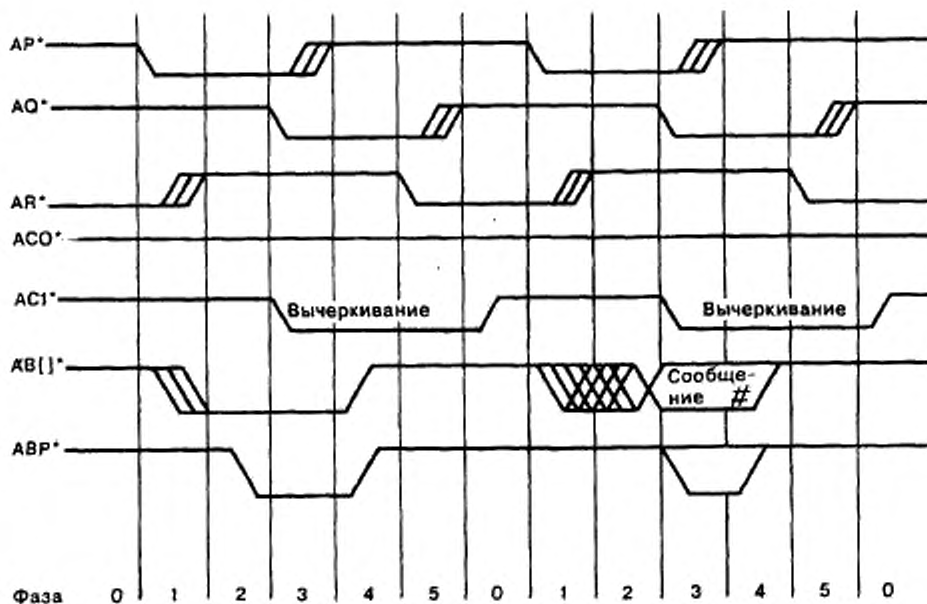 AP*
AQ*
AR*
ACO*
AC1*
Вычеркивание
Вычеркивание
AB[]*
Сообще-
ние #
ABP*
Фаза 0 1 2 3 4 5 0 1 2 3 4 5 0